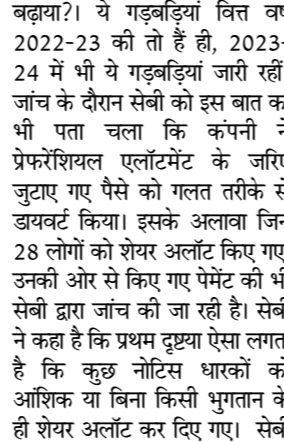 बढ़ाया?। ये गड़बड़ियां वित्त वर्ष
2022-23 की तो हैं ही, 2023-
24 में भी ये गड़बड़ियां जारी रहीं
जांच के दौरान सेबी को इस बात का
भी पता चला कि कंपनी ने
प्रेफरेंशियल एलॉटमेंट के जरिए
जुटाए गए पैसे को गलत तरीके से
डायवर्ट किया। इसके अलावा जिन
28 लोगों को शेयर अलॉट किए गए
उनकी ओर से किए गए पेमेंट की भी
सेबी द्वारा जांच की जा रही है। सेबी
ने कहा है कि प्रथम दृष्टया ऐसा लगता
है कि कुछ नोटिस धारकों को
आंशिक या बिना किसी भुगतान के
ही शेयर अलॉट कर दिए गए। सेबी